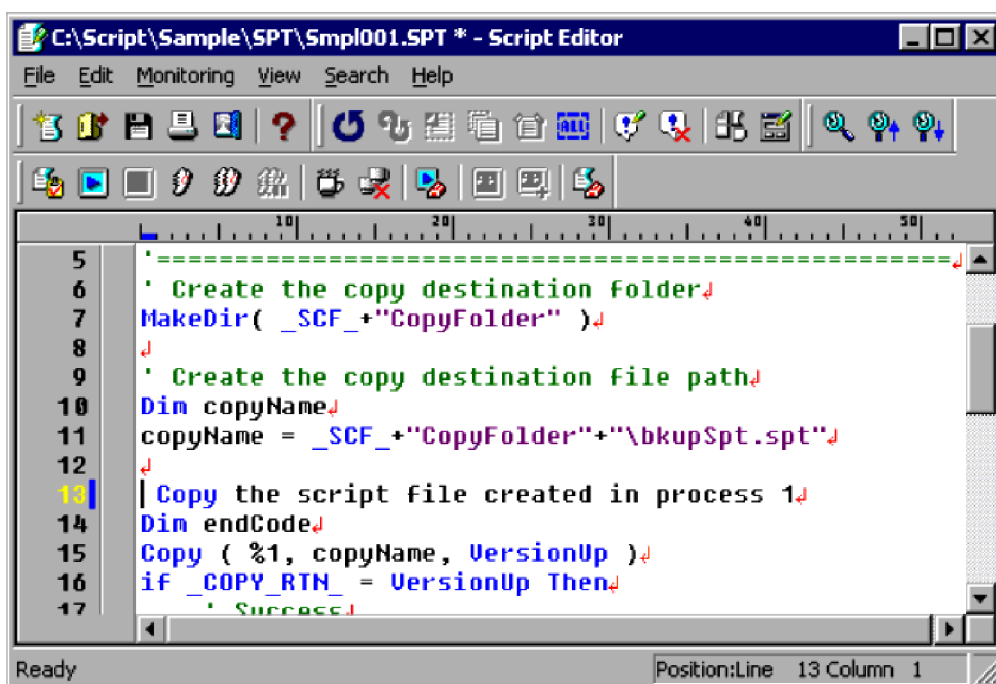 C:\Script\Sample\SPT\Smpl001.SPT * - Script Editor
File Edit Monitoring View Search Help
ALL
10 20 30 40 50
5 '===================================================
6 ' Create the copy destination folder
7 MakeDir( _SCF_+"CopyFolder" )
8
9 ' Create the copy destination file path
10 Dim copyName
11 copyName = _SCF_+"CopyFolder"+"\bkupSpt.spt"
12
13 Copy the script file created in process 1
14 Dim endCode
15 Copy ( %1, copyName, VersionUp )
16 if _COPY_RTN_ = VersionUp Then
17 ' Success
Ready Position:Line 13 Column 1